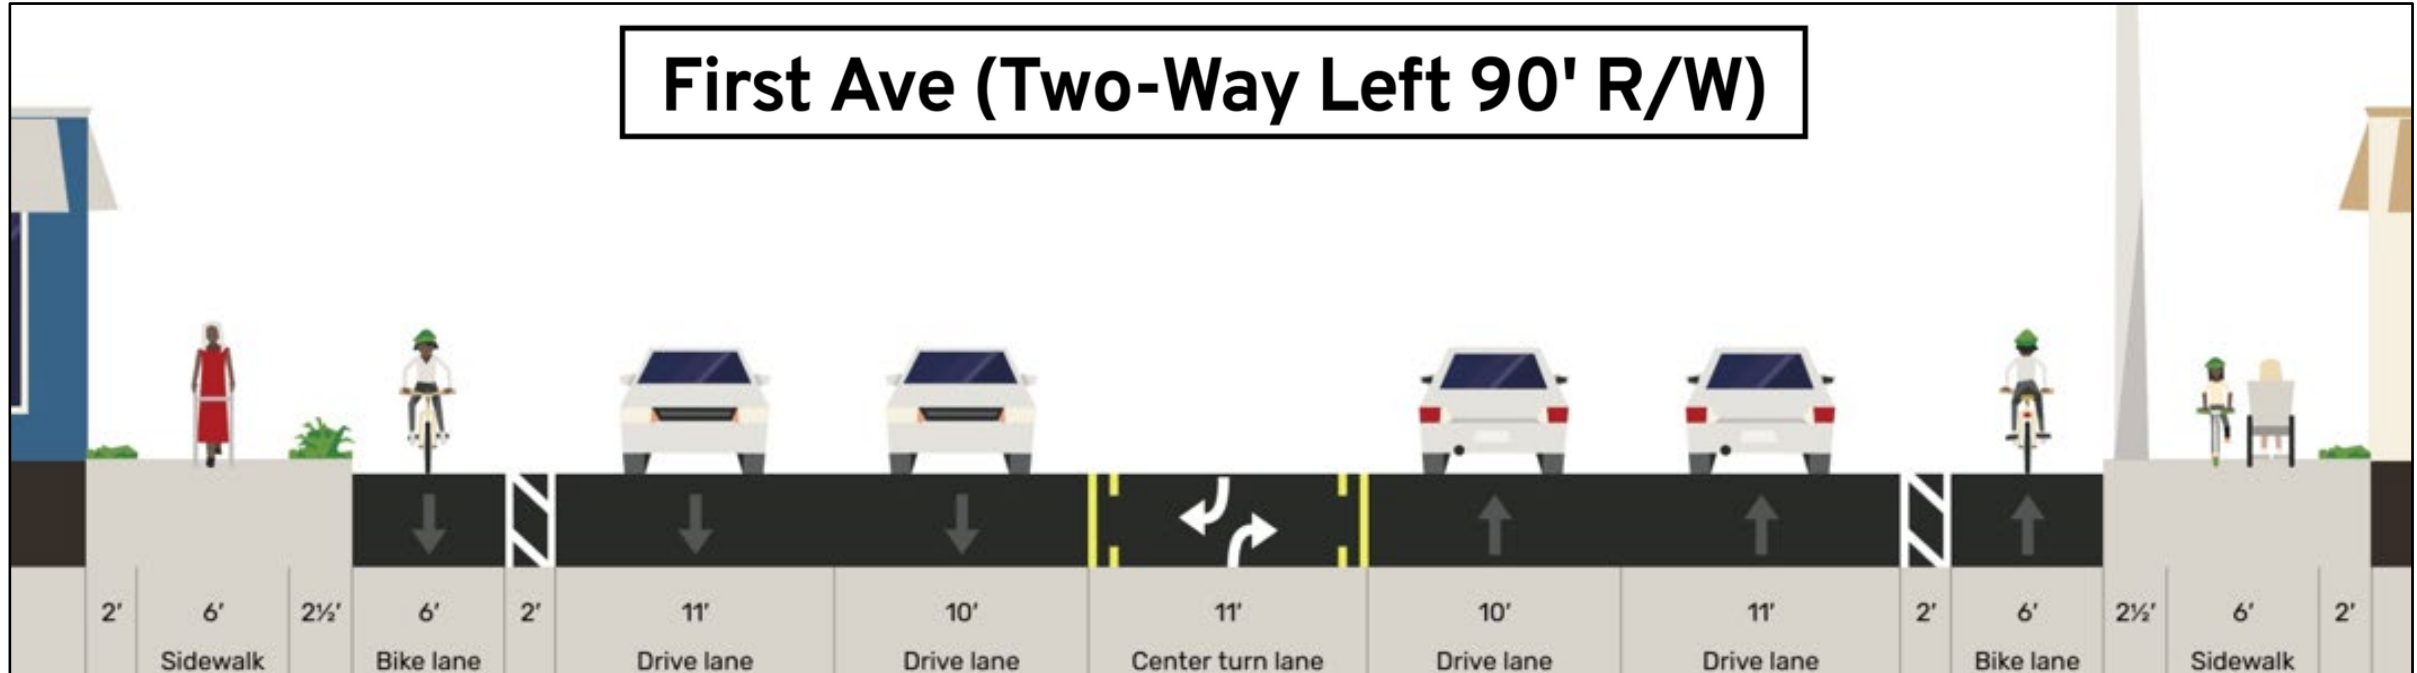 First Ave (Two-Way Left 90' R/W)
2' 6' 2½' 6' 2' 11' 10' 11' 10' 11' 2' 6' 2½' 6' 2'
Sidewalk Bike lane Drive lane Drive lane Center turn lane Drive lane Drive lane Bike lane Sidewalk